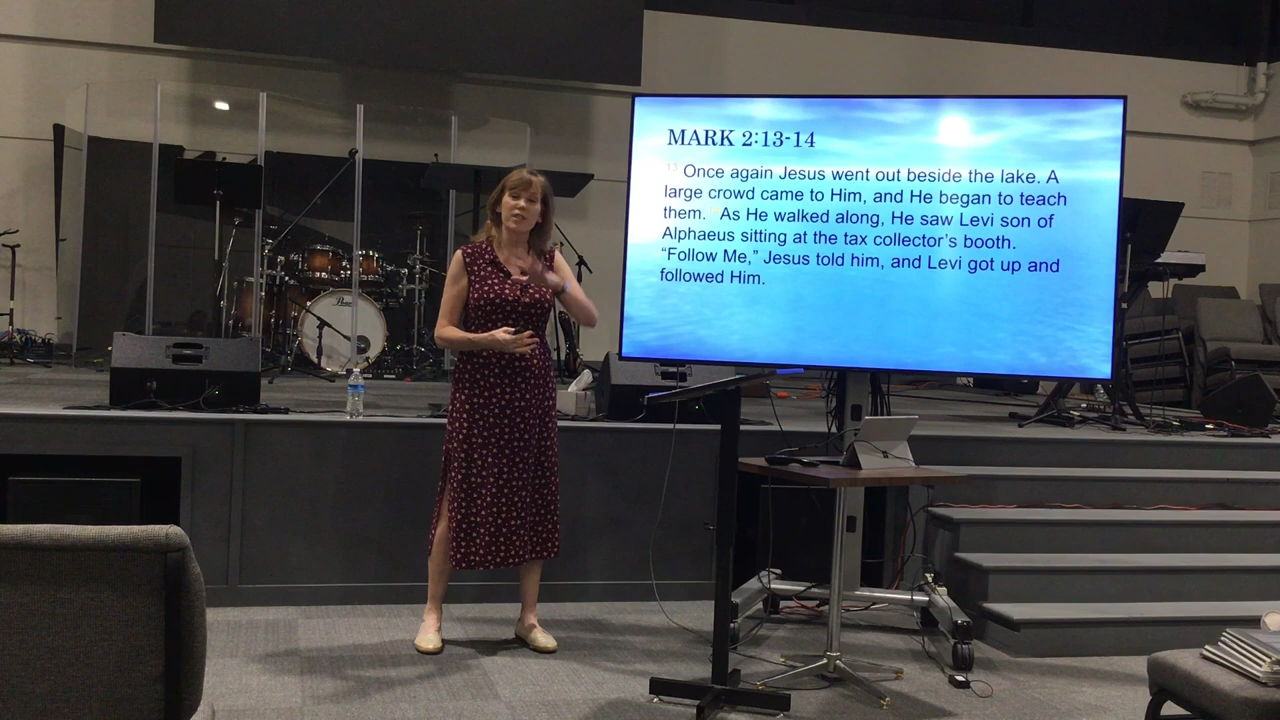 MARK 2:13-14
13 Once again Jesus went out beside the lake. A
large crowd came to Him, and He began to teach
them. As He walked along, He saw Levi son of
Alphaeus sitting at the tax collector’s booth.
“Follow Me,” Jesus told him, and Levi got up and
followed Him.
Pearl